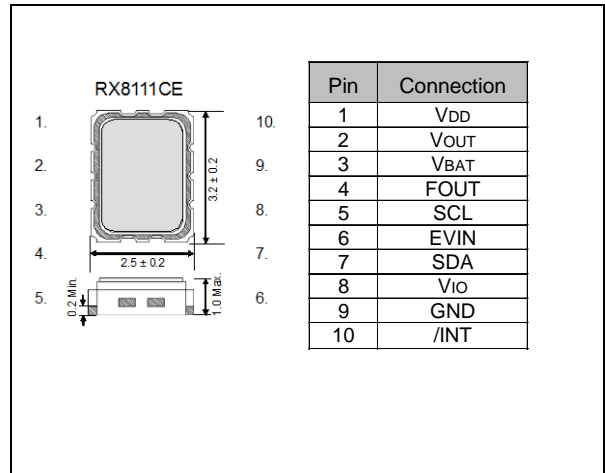 RX8111CE
1.
2.
3.
4.
5.
10.
9.
8.
7.
6.
3.2 ± 0.2
2.5 ± 0.2
0.2 Min.
1.0 Max.
Pin Connection
1 VDD
2 VOUT
3 VBAT
4 FOUT
5 SCL
6 EVIN
7 SDA
8 VIO
9 GND
10 /INT